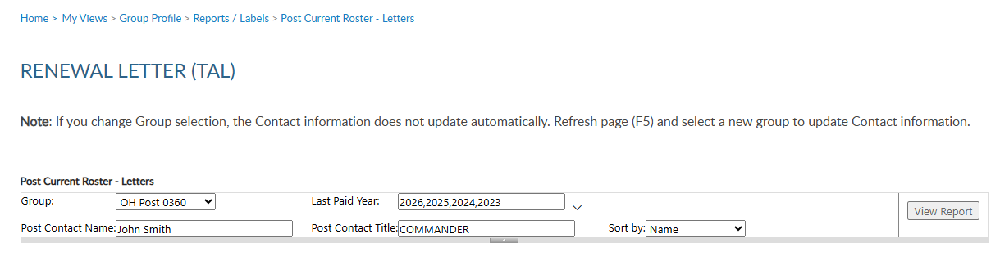 Home > My Views > Group Profile > Reports / Labels > Post Current Roster - Letters
RENEWAL LETTER (TAL)
Note: If you change Group selection, the Contact information does not update automatically. Refresh page (F5) and select a new group to update Contact information.
Post Current Roster - Letters
Group: OH Post 0360 Last Paid Year: 2026,2025,2024,2023
View Report
Post Contact Name: John Smith Post Contact Title: COMMANDER Sort by: Name